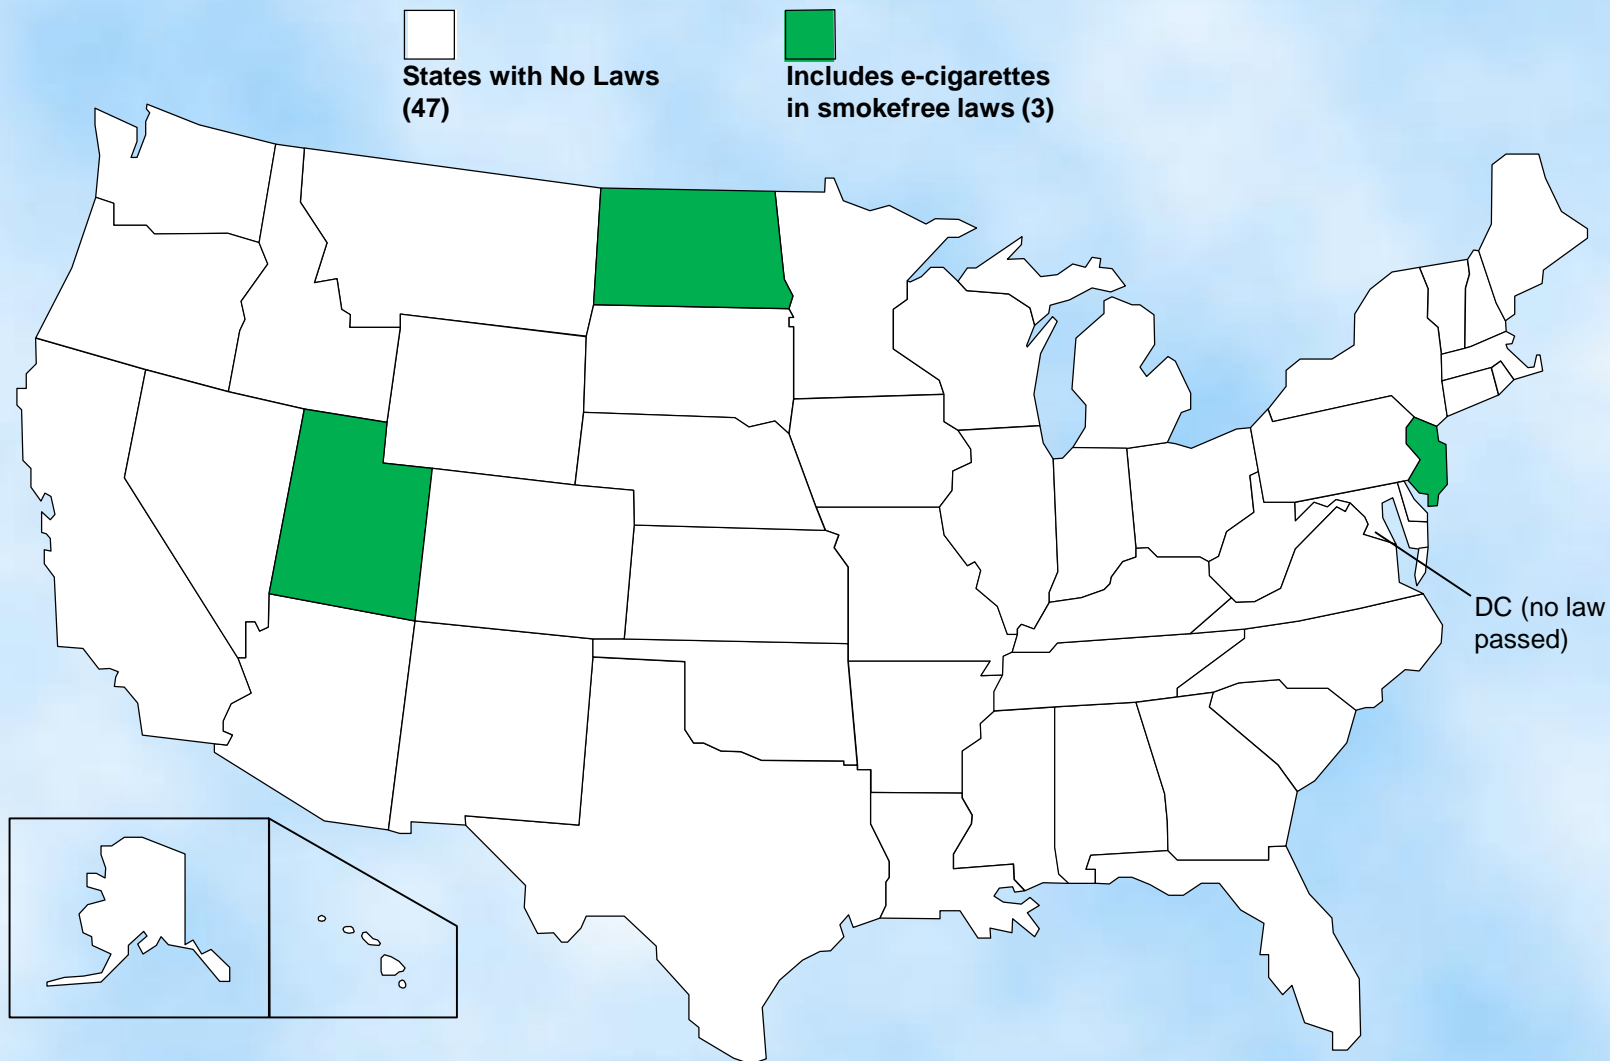 States with No Laws
(47)
Includes e-cigarettes
in smokefree laws (3)
DC (no law
passed)